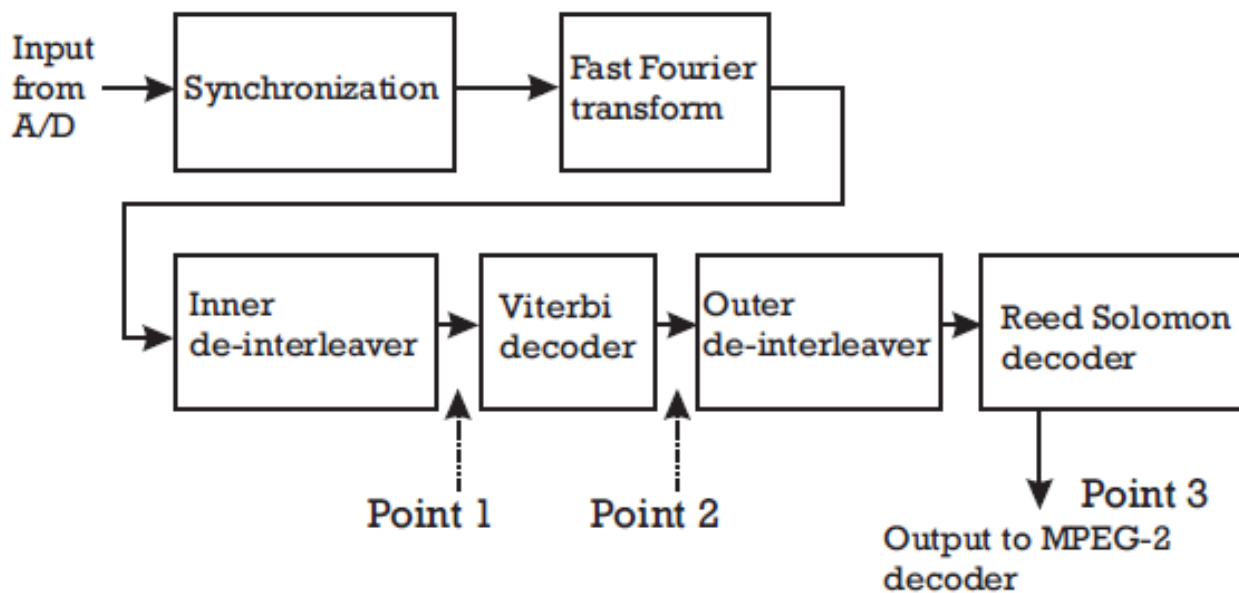 Input
from
A/D
Synchronization
Fast Fourier
transform
Inner
de-interleaver
Viterbi
decoder
Outer
de-interleaver
Reed Solomon
decoder
Point 1
Point 2
Point 3
Output to MPEG-2
decoder